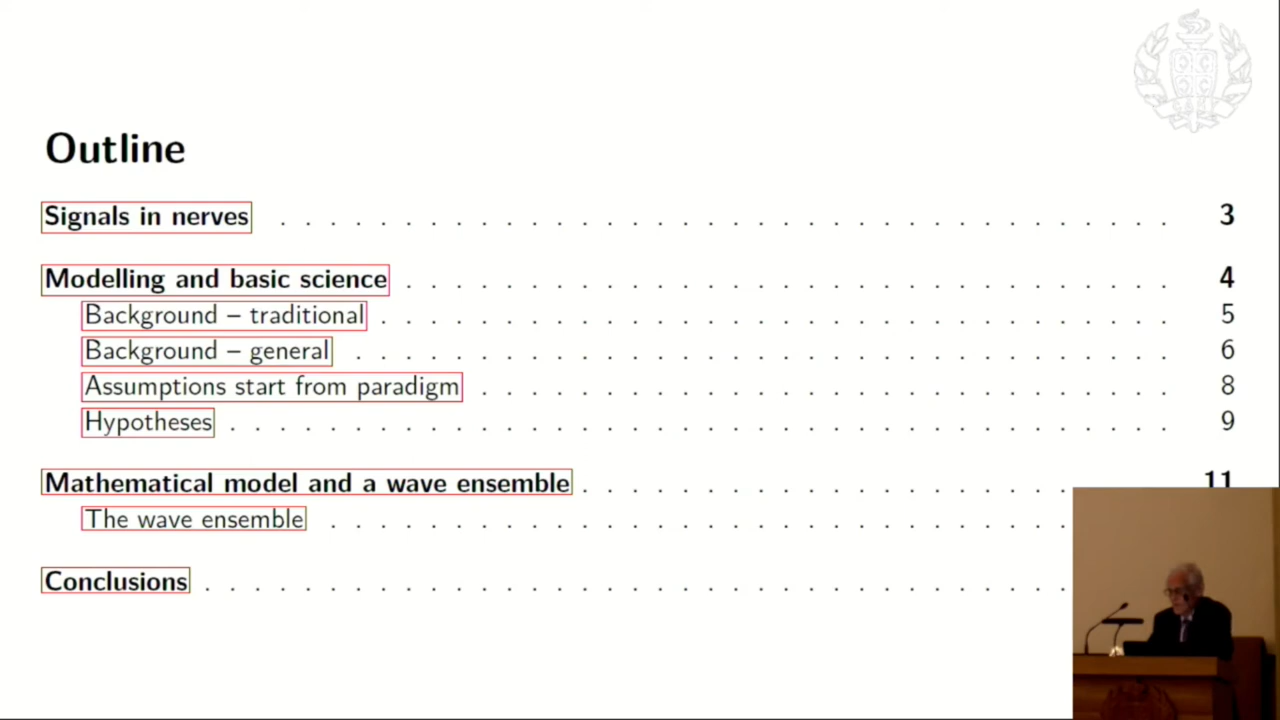 Outline
Signals in nerves . . . . . . . . . . . . . . . . . . . . . . . . . . . . . . . . . . . . 3
Modelling and basic science . . . . . . . . . . . . . . . . . . . . . . . . . . . . . . . 4
Background – traditional . . . . . . . . . . . . . . . . . . . . . . . . . . . . . . . . 5
Background – general . . . . . . . . . . . . . . . . . . . . . . . . . . . . . . . . . 6
Assumptions start from paradigm . . . . . . . . . . . . . . . . . . . . . . . . . . . . 8
Hypotheses . . . . . . . . . . . . . . . . . . . . . . . . . . . . . . . . . . . . . . 9
Mathematical model and a wave ensemble . . . . . . . . . . . . . . . . . . . . 11
The wave ensemble . . . . . . . . . . . . . . . . . . . . . . . . . . . . . .
Conclusions . . . . . . . . . . . . . . . . . . . . . . . . . . . . . . . . . . .